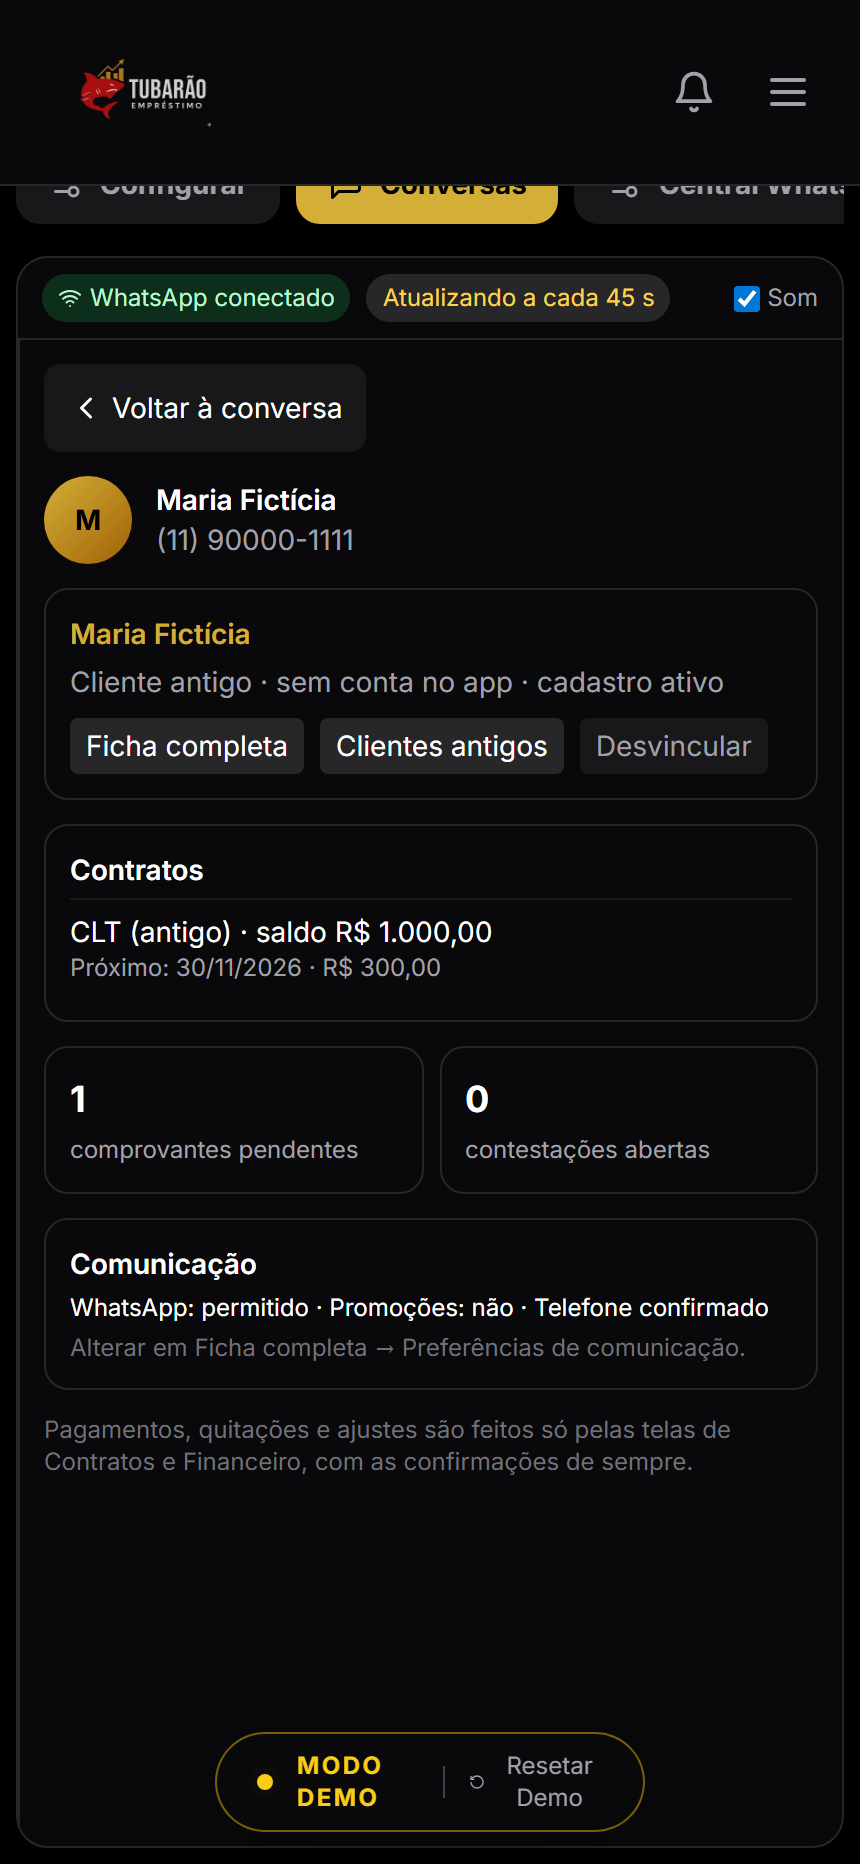 TUBARÃO
EMPRÉSTIMO
Configurar
Conversas
Central Whats
WhatsApp conectado
Atualizando a cada 45 s
Som
Voltar à conversa
M
Maria Fictícia
(11) 90000-1111
Maria Fictícia
Cliente antigo · sem conta no app · cadastro ativo
Ficha completa
Clientes antigos
Desvincular
Contratos
CLT (antigo) · saldo R$ 1.000,00
Próximo: 30/11/2026 · R$ 300,00
1
comprovantes pendentes
0
contestações abertas
Comunicação
WhatsApp: permitido · Promoções: não · Telefone confirmado
Alterar em Ficha completa → Preferências de comunicação.
Pagamentos, quitações e ajustes são feitos só pelas telas de
Contratos e Financeiro, com as confirmações de sempre.
MODO
DEMO
Resetar
Demo